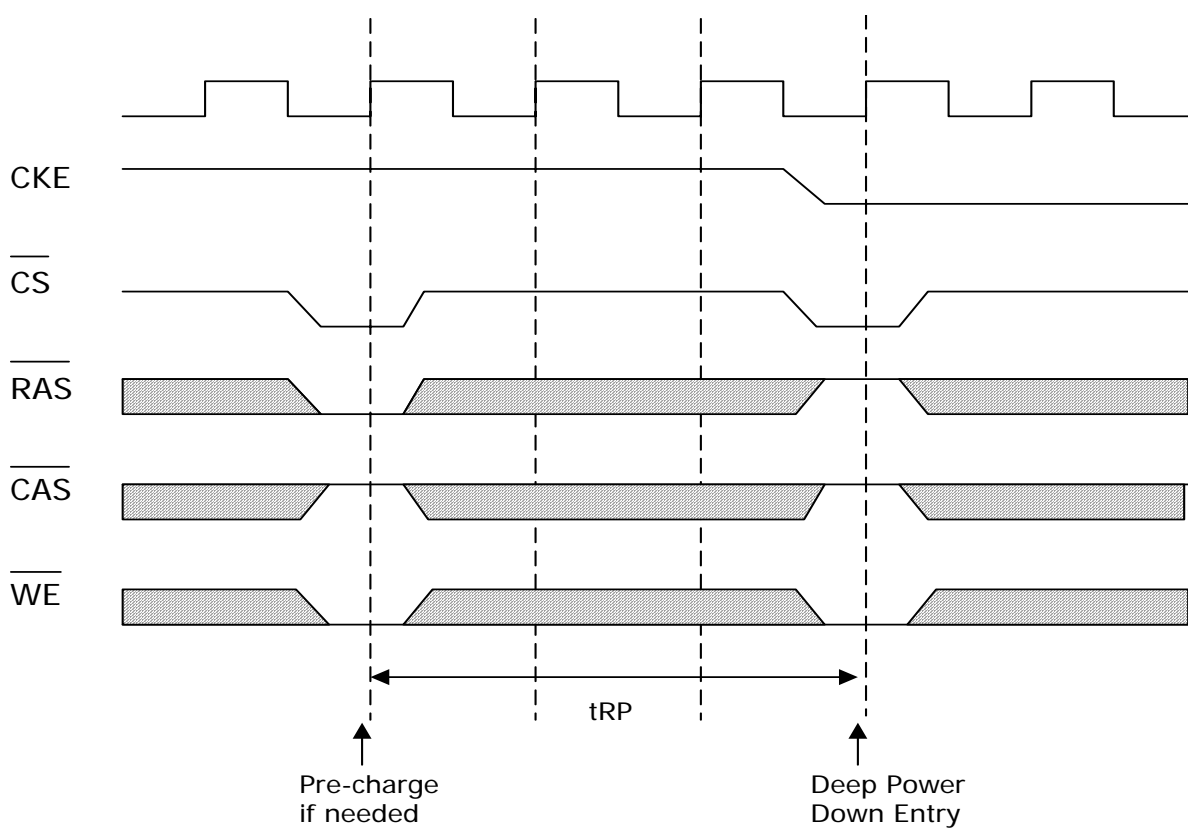 CKE
CS
RAS
CAS
WE
tRP
Pre-charge
if needed
Deep Power
Down Entry